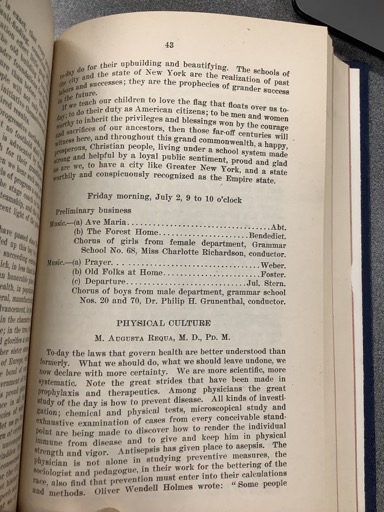 43
to-day do for their upbuilding and beautifying. The schools of
the city and the state of New York are the realization of past
labors and successes; they are the prophecies of grander success
in the future.
If we teach our children to love the flag that floats over us to-
day; to do their duty as American citizens; to be men and women
worthy to inherit the privileges and blessings won by the courage
and sacrifices of our ancestors, then those far-off centuries will
witness here, and throughout this grand commonwealth, a happy,
prosperous, Christian people, living under a school system made
strong and helpful by a loyal public sentiment, proud and glad
as are we, to have a city like Greater New York, and a state
worthily and conspicuously recognized as the Empire state.
Friday morning, July 2, 9 to 10 o'clock
Preliminary business
Music.—(a) Ave Maria....................................Abt.
(b) The Forest Home.......................Bendedict.
Chorus of girls from female department, Grammar
School No. 68, Miss Charlotte Richardson, conductor.
Music.—(a) Prayer.....................................Weber.
(b) Old Folks at Home........................Foster.
(c) Departure..............................Jul. Stern.
Chorus of boys from male department, grammar school
Nos. 20 and 70, Dr. Philip H. Grunenthal, conductor.
PHYSICAL CULTURE
M. AUGUSTA REQUA, M. D., PD. M.
To-day the laws that govern health are better understood than
formerly. What we should do, what we should leave undone, we
now declare with more certainty. We are more scientific, more
systematic. Note the great strides that have been made in
prophylaxis and therapeutics. Among physicians the great
study of the day is how to prevent disease. All kinds of investi-
gation; chemical and physical tests, microscopical study and
exhaustive examination of cases from every conceivable stand-
point are being made to discover how to render the individual
immune from disease and to give and keep him in physical
strength and vigor. Antisepsis has given place to asepsis. The
physician is not alone in studying preventive measures, the
sociologist and pedagogue, in their work for the bettering of the
race, also find that prevention must enter into their calculations
and methods. Oliver Wendell Holmes wrote: "Some people